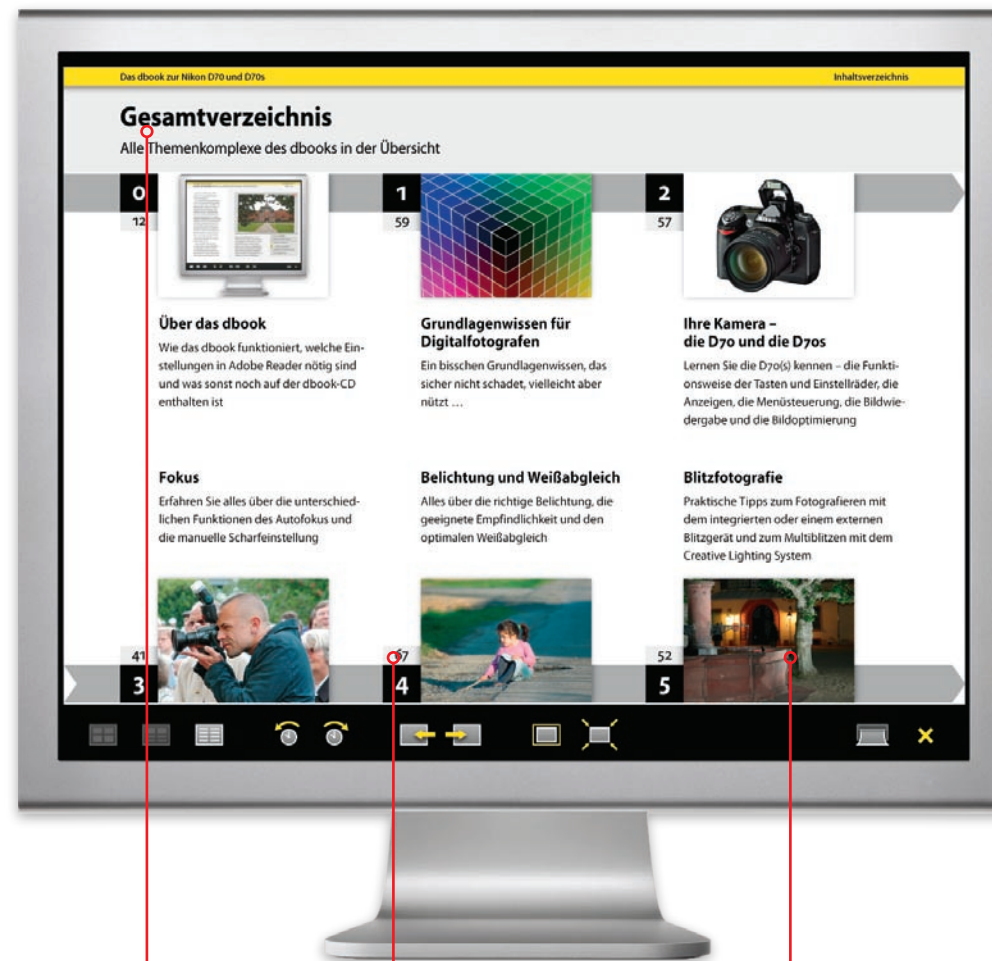 Das dbook zur Nikon D70 und D70s
Inhaltsverzeichnis
Gesamtverzeichnis
Alle Themenkomplexe des dbooks in der Übersicht
0
12
Über das dbook
Wie das dbook funktioniert, welche Ein-
stellungen in Adobe Reader nötig sind
und was sonst noch auf der dbook-CD
enthalten ist
1
59
Grundlagenwissen für
Digitalfotografen
Ein bisschen Grundlagenwissen, das
sicher nicht schadet, vielleicht aber
nützt …
2
57
Ihre Kamera –
die D70 und die D70s
Lernen Sie die D70(s) kennen – die Funkti-
onsweise der Tasten und Einstellräder, die
Anzeigen, die Menüsteuerung, die Bildwie-
dergabe und die Bildoptimierung
Fokus
Erfahren Sie alles über die unterschied-
lichen Funktionen des Autofokus und
die manuelle Scharfeinstellung
41
3
Belichtung und Weißabgleich
Alles über die richtige Belichtung, die
geeignete Empfindlichkeit und den
optimalen Weißabgleich
67
4
Blitzfotografie
Praktische Tipps zum Fotografieren mit
dem integrierten oder einem externen
Blitzgerät und zum Multiblitzen mit dem
Creative Lighting System
52
5